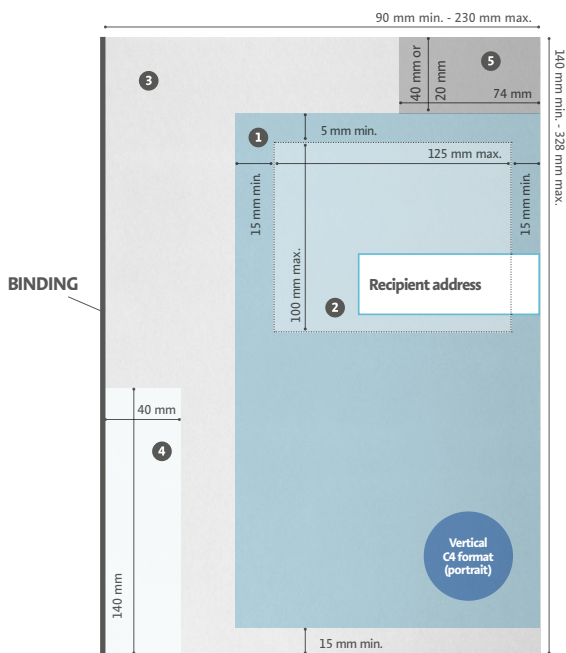 90 mm min. - 230 mm max.
5
3
40 mm or
20 mm
74 mm
140 mm min. - 328 mm max.
1
5 mm min.
125 mm max.
15 mm min.
15 mm min.
100 mm max.
BINDING
Recipient address
2
40 mm
4
140 mm
Vertical
C4 format
(portrait)
15 mm min.